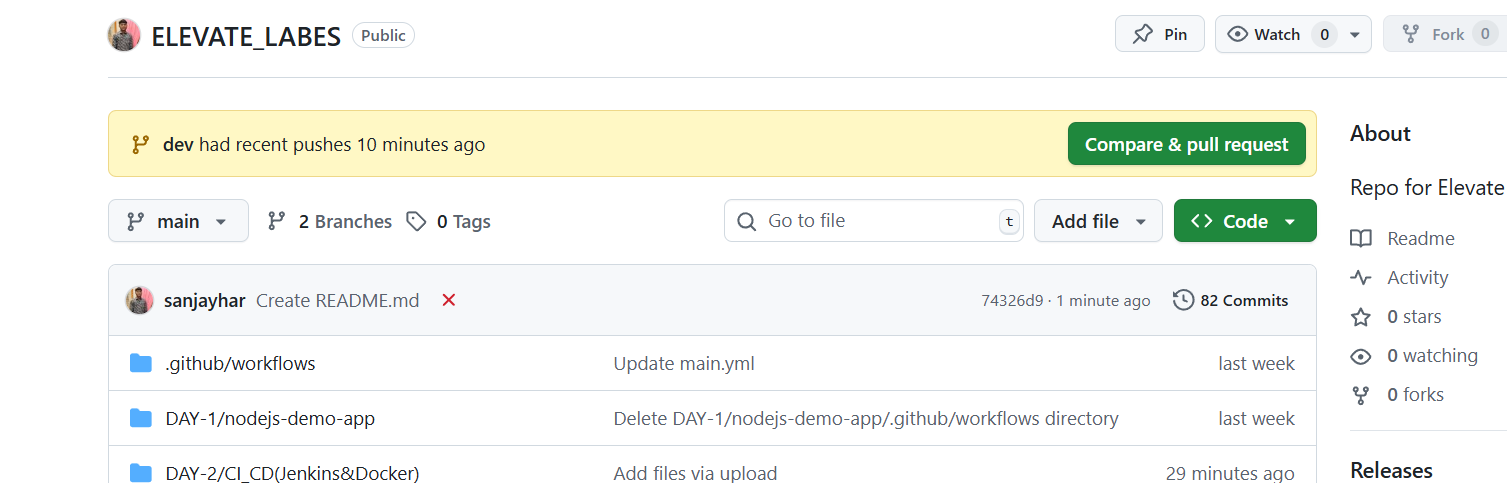 ELEVATE_LABES Public Pin Watch 0 Fork 0
dev had recent pushes 10 minutes ago Compare & pull request
main 2 Branches 0 Tags Go to file t Add file Code
sanjayhar Create README.md 74326d9 · 1 minute ago 82 Commits
.github/workflows Update main.yml last week
DAY-1/nodejs-demo-app Delete DAY-1/nodejs-demo-app/.github/workflows directory last week
DAY-2/CI_CD(Jenkins&Docker) Add files via upload 29 minutes ago
About
Repo for Elevate
Readme
Activity
0 stars
0 watching
0 forks
Releases